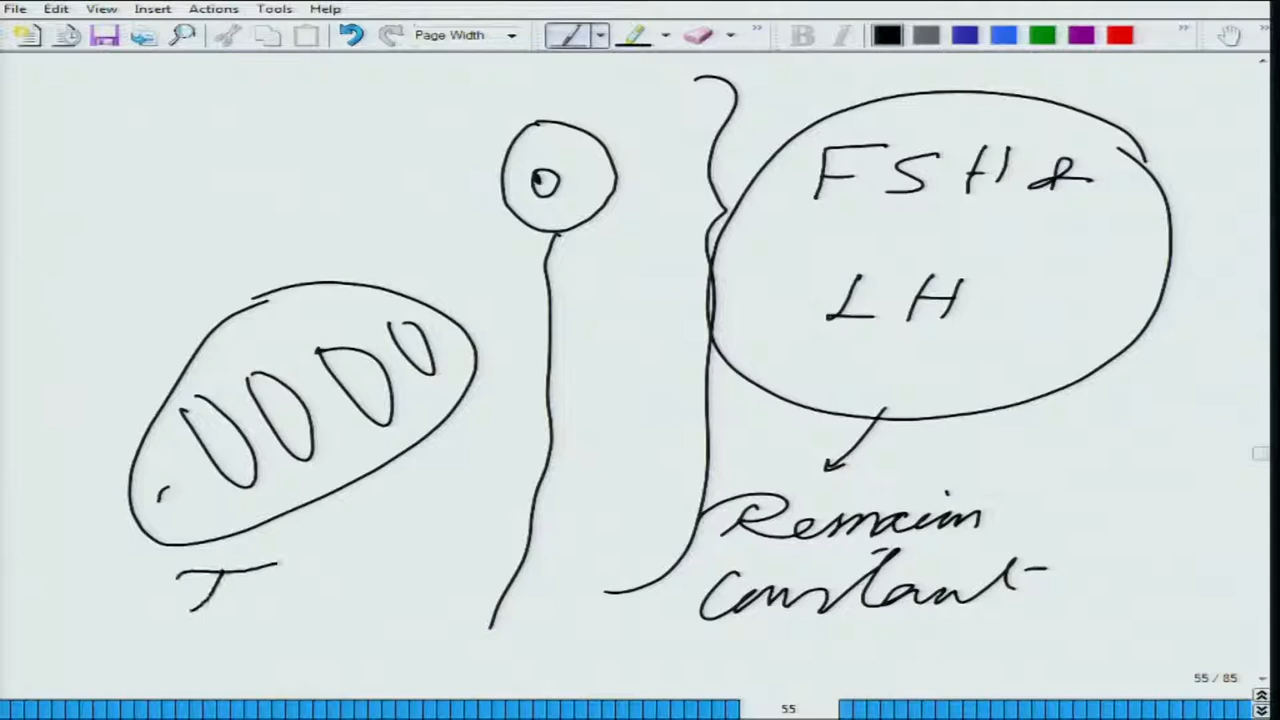 File Edit View Insert Actions Tools Help
Page Width
B I
FSH &
LH
Remain
constant
T
55 / 85
55